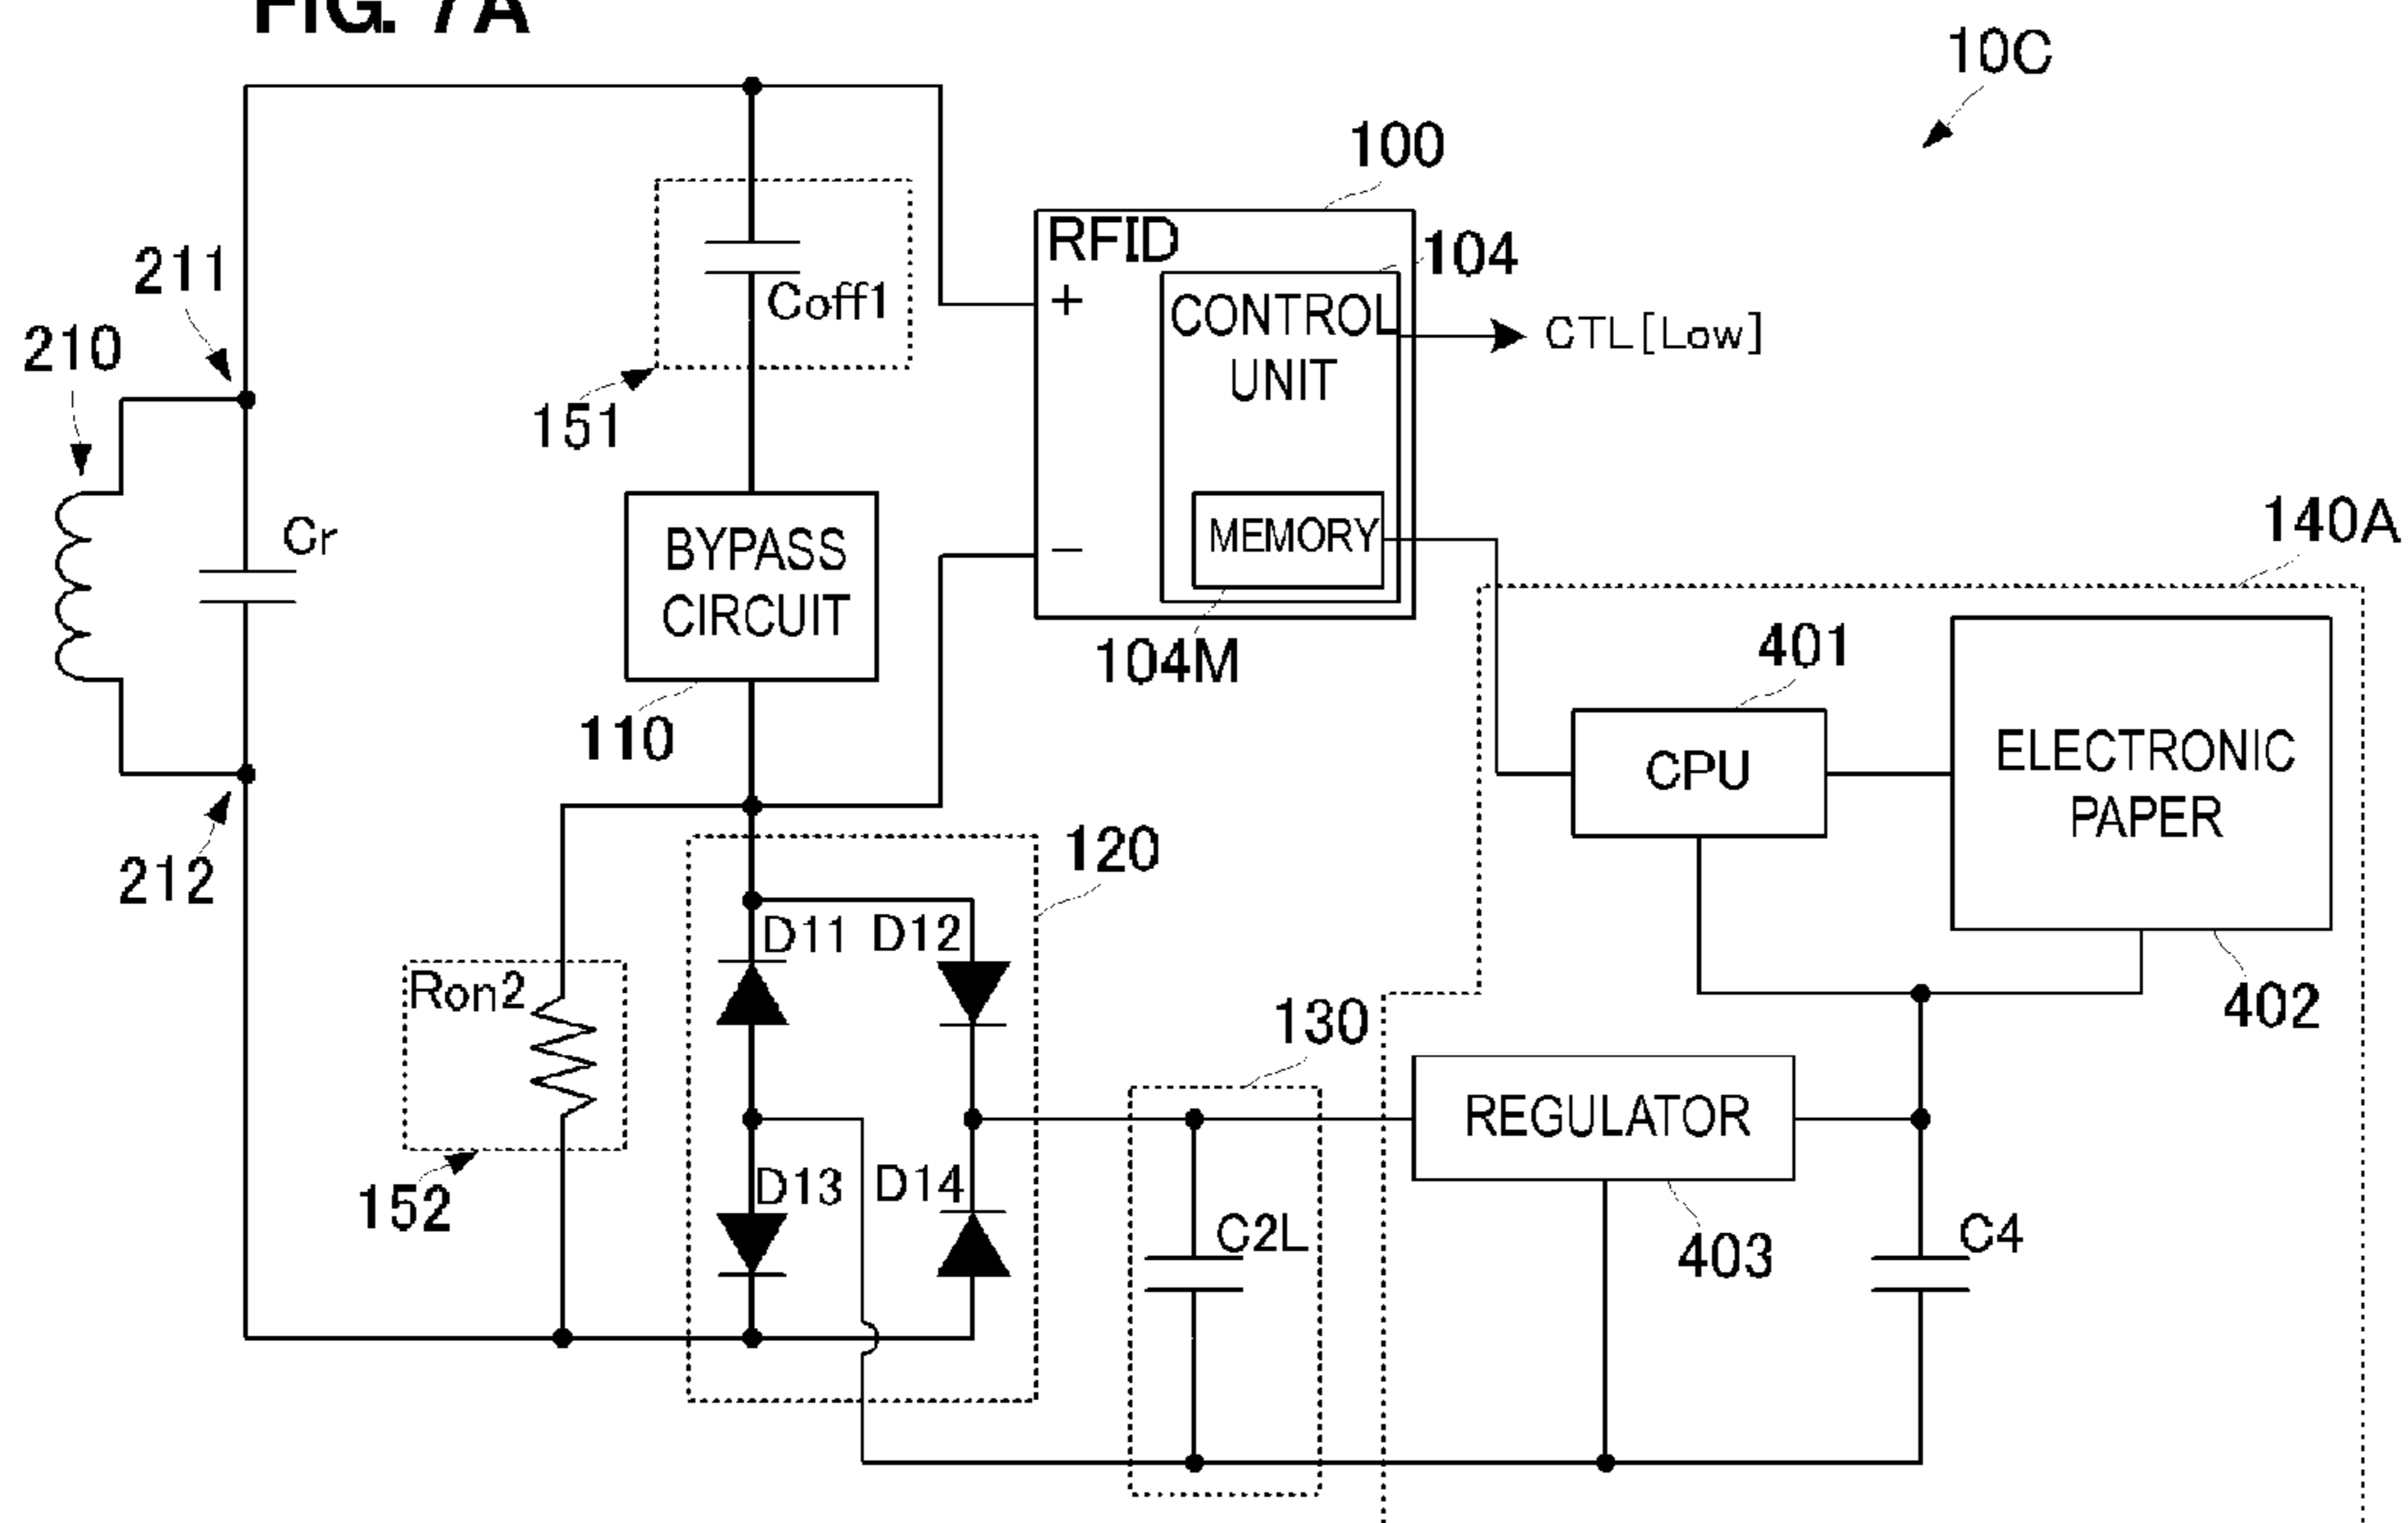 FIG. 7A
10C
100
RFID
104
211
+
CONTROL
UNIT
CTL[Low]
Coff1
210
151
Cr
MEMORY
−
140A
BYPASS
CIRCUIT
104M
401
110
CPU
ELECTRONIC
PAPER
212
120
D11
D12
Ron2
130
402
REGULATOR
152
D13
D14
C2L
403
C4